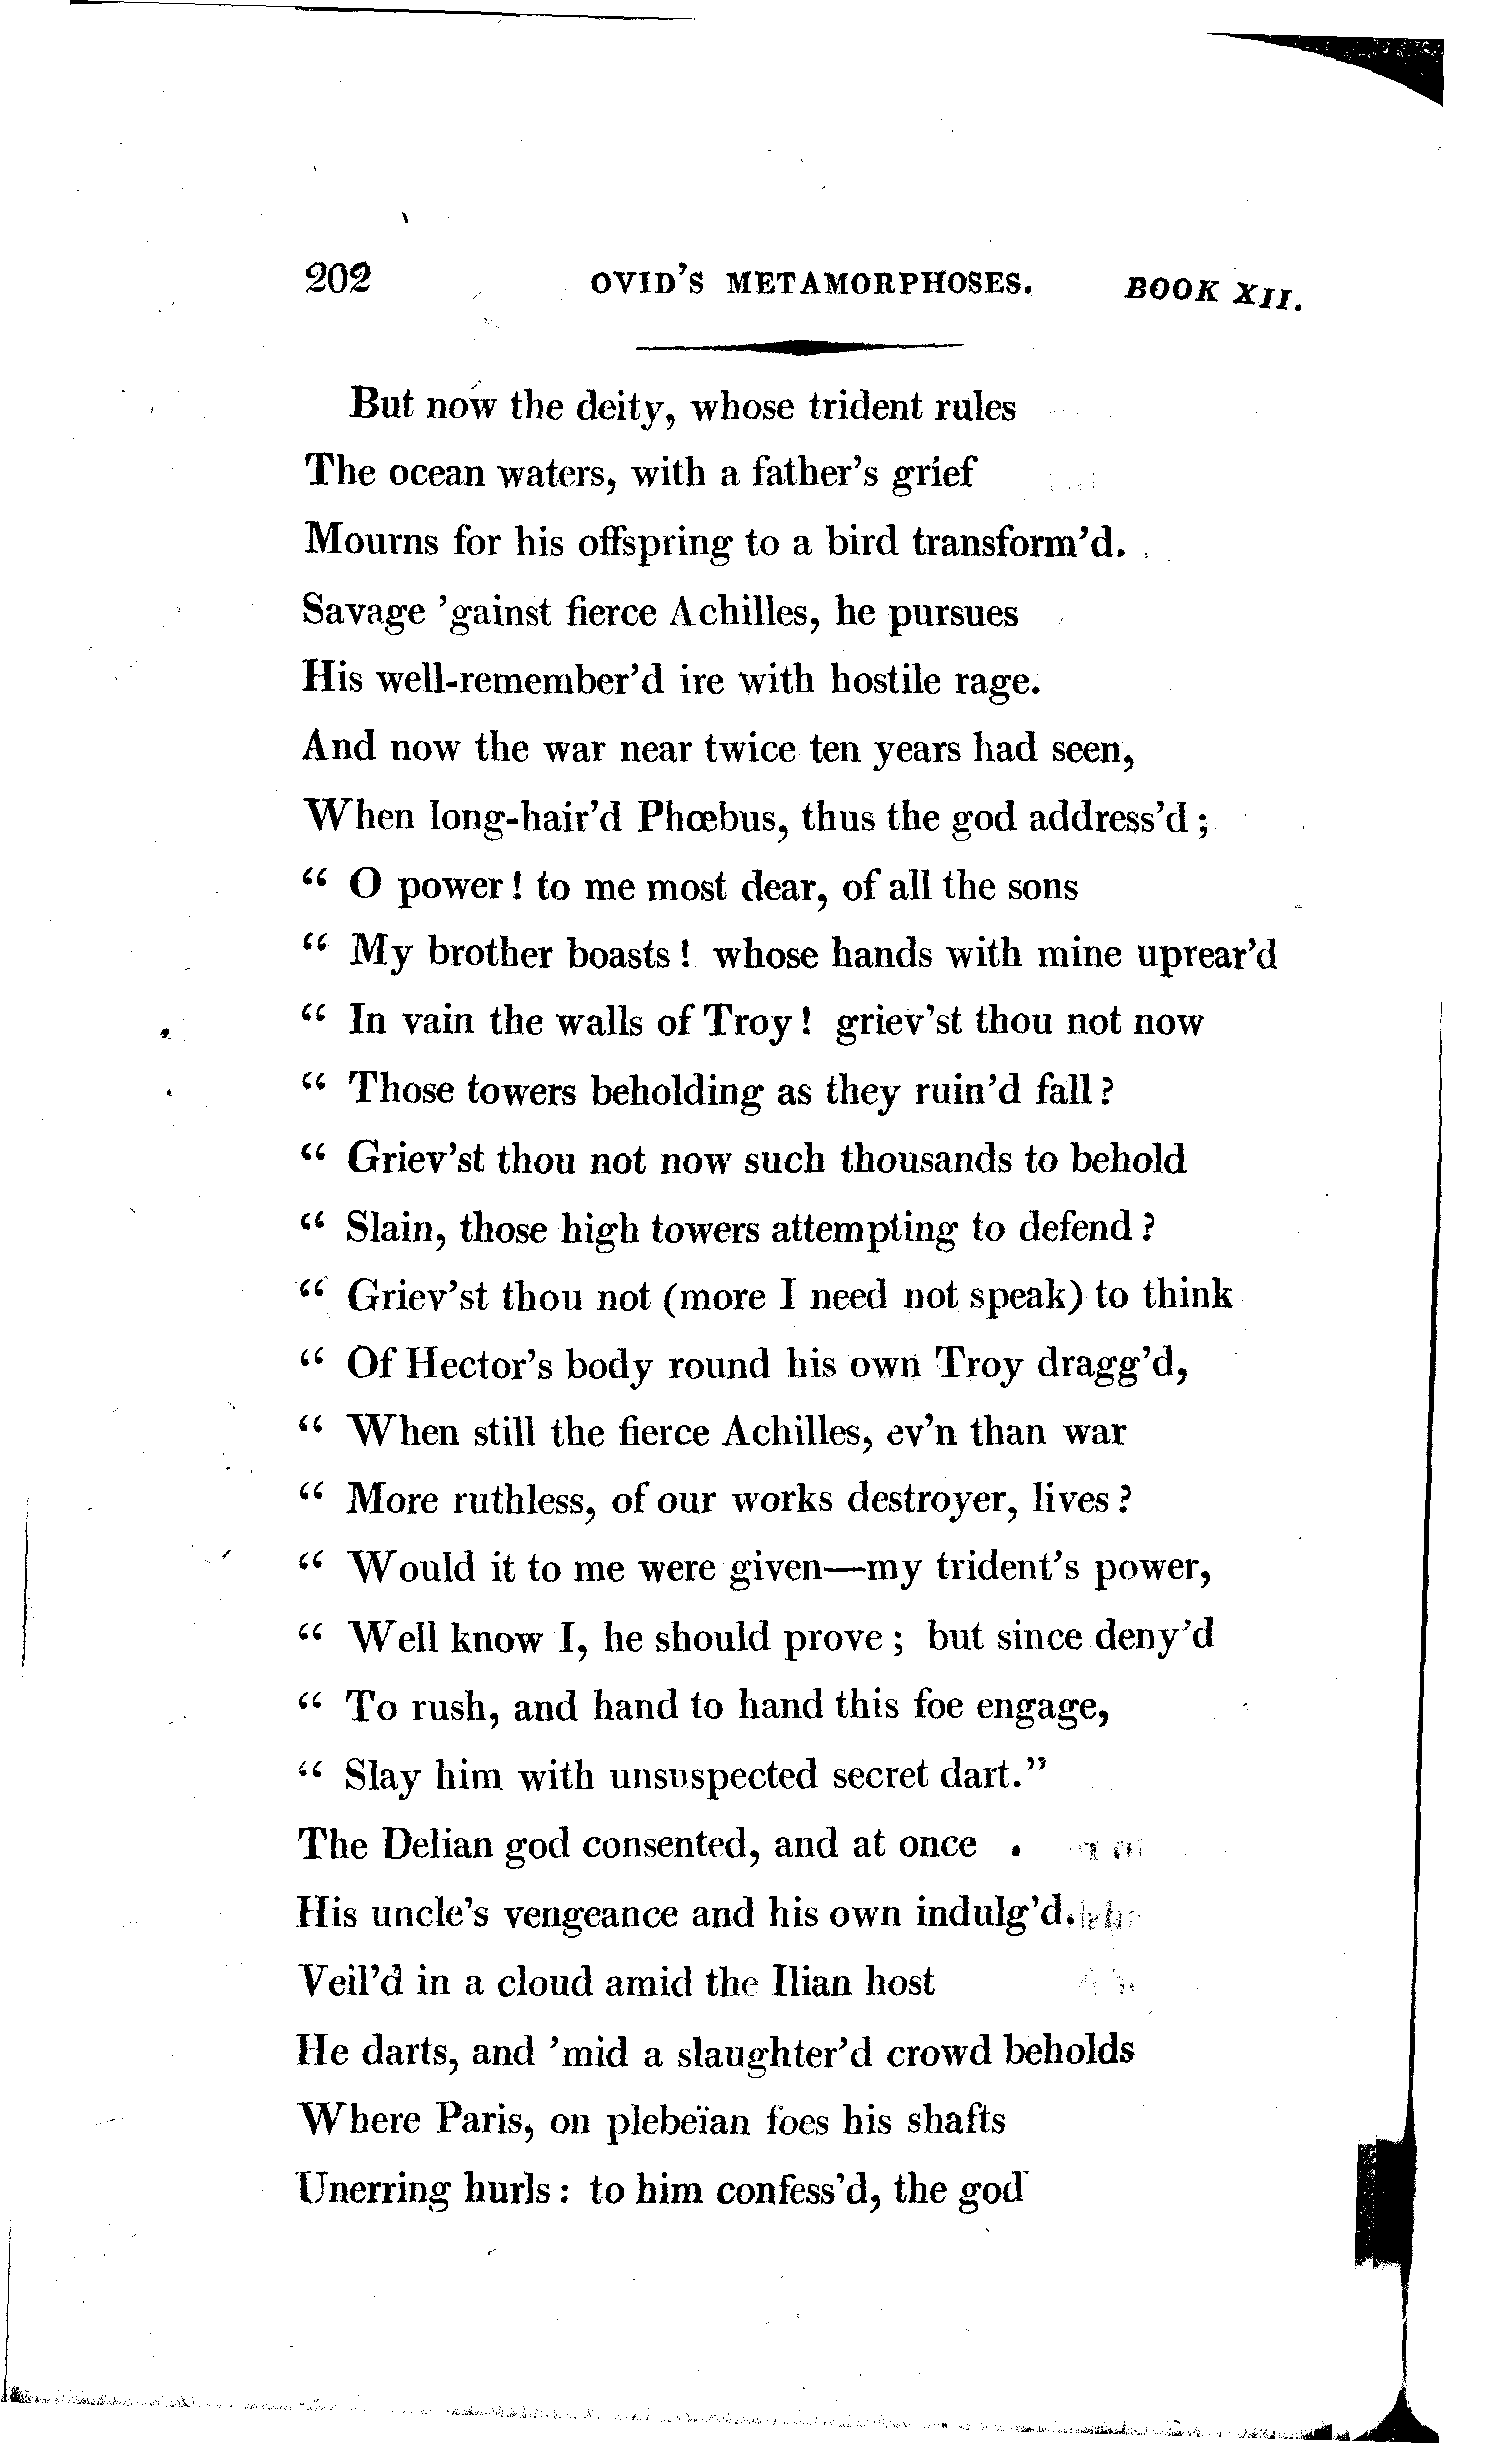 202 OVID'S METAMORPHOSES. BOOK XII.
But now the deity, whose trident rules
The ocean waters, with a father's grief
Mourns for his offspring to a bird transform'd.
Savage 'gainst fierce Achilles, he pursues
His well-remember'd ire with hostile rage.
And now the war near twice ten years had seen,
When long-hair'd Phœbus, thus the god address'd;
" O power! to me most dear, of all the sons
" My brother boasts! whose hands with mine uprear'd
" In vain the walls of Troy! griev'st thou not now
" Those towers beholding as they ruin'd fall?
" Griev'st thou not now such thousands to behold
" Slain, those high towers attempting to defend?
" Griev'st thou not (more I need not speak) to think
" Of Hector's body round his own Troy dragg'd,
" When still the fierce Achilles, ev'n than war
" More ruthless, of our works destroyer, lives?
" Would it to me were given—my trident's power,
" Well know I, he should prove; but since deny'd
" To rush, and hand to hand this foe engage,
" Slay him with unsuspected secret dart."
The Delian god consented, and at once
His uncle's vengeance and his own indulg'd.
Veil'd in a cloud amid the Ilian host
He darts, and 'mid a slaughter'd crowd beholds
Where Paris, on plebeïan foes his shafts
Unerring hurls: to him confess'd, the god